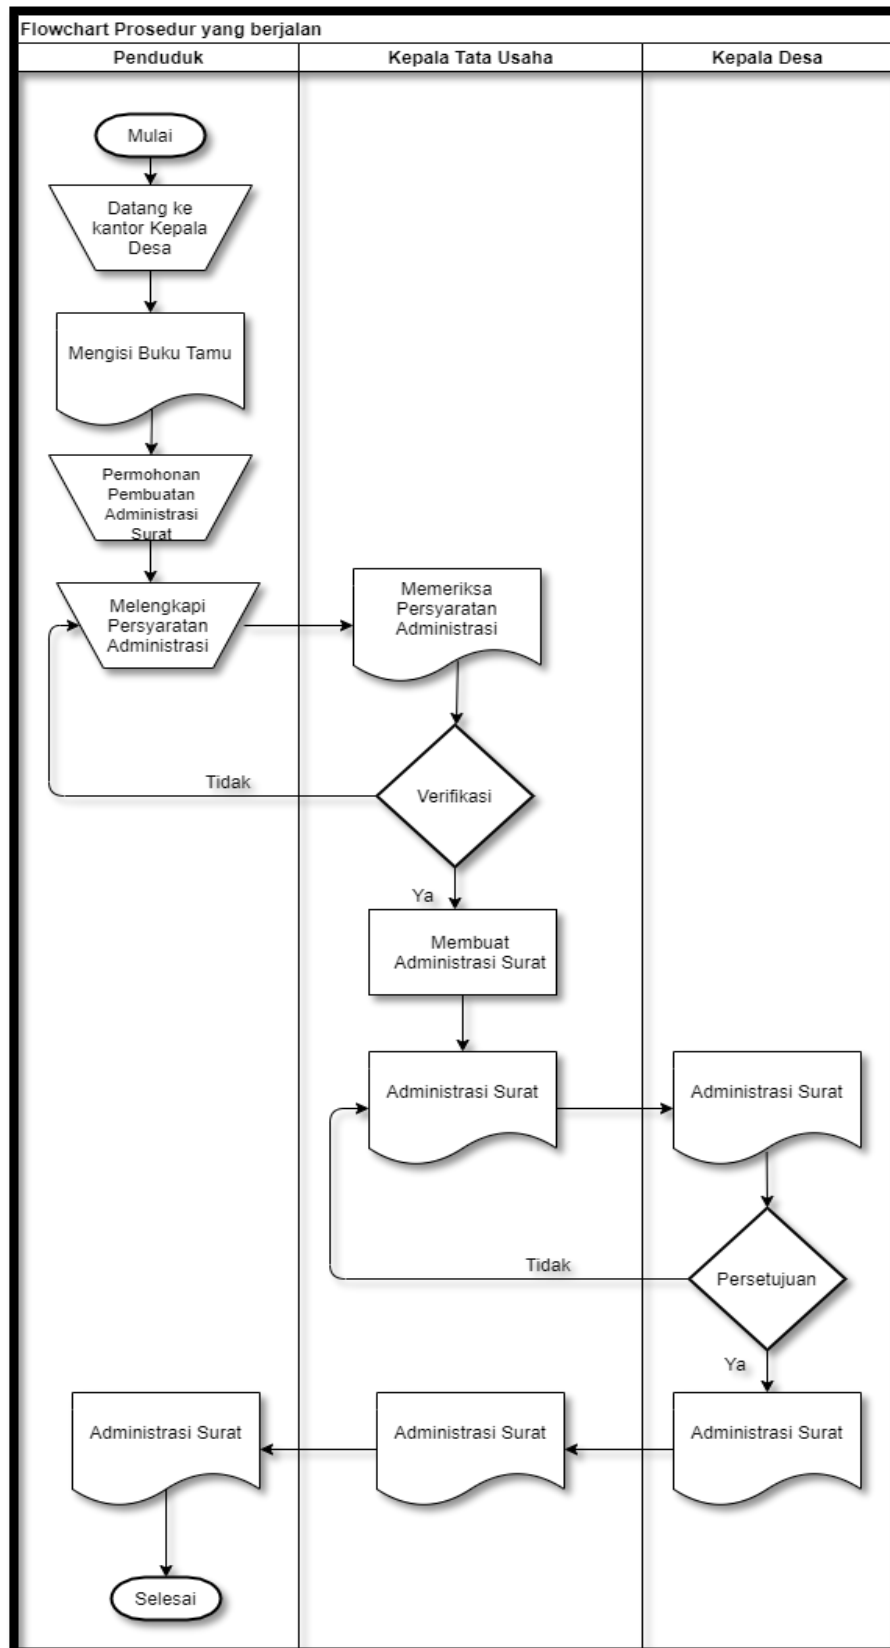 Flowchart Prosedur yang berjalan
Penduduk
Kepala Tata Usaha
Kepala Desa
Mulai
Datang ke
kantor Kepala
Desa
Mengisi Buku Tamu
Permohonan
Pembuatan
Administrasi
Surat
Melengkapi
Persyaratan
Administrasi
Memeriksa
Persyaratan
Administrasi
Tidak
Verifikasi
Ya
Membuat
Administrasi Surat
Administrasi Surat
Administrasi Surat
Tidak
Persetujuan
Ya
Administrasi Surat
Administrasi Surat
Administrasi Surat
Selesai